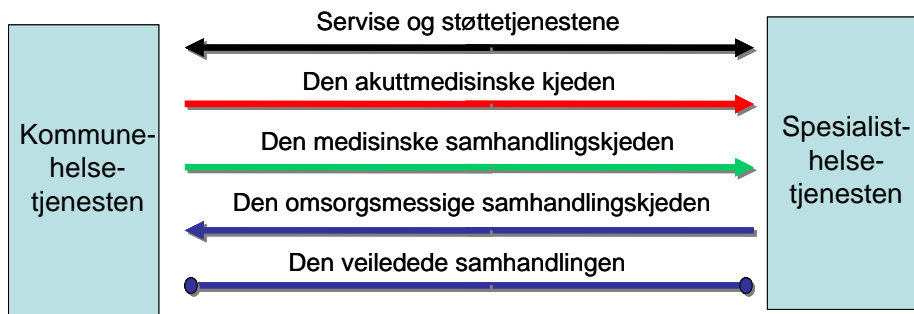 Servise og støttetjenestene
Den akuttmedisinske kjeden
Kommune-
helse-
tjenesten
Den medisinske samhandlingskjeden
Spesialist-
helse-
tjenesten
Den omsorgsmessige samhandlingskjeden
Den veiledede samhandlingen